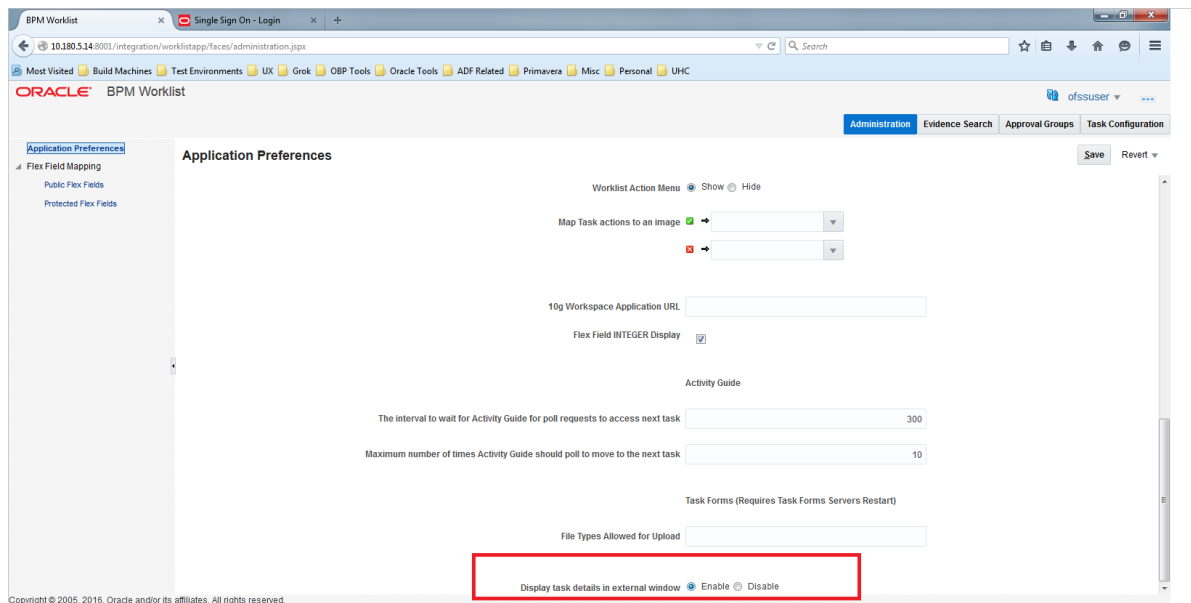 BPM Worklist × Single Sign On - Login × +
10.180.5.14:8001/integration/worklistapp/faces/administration.jspx Search
Most Visited Build Machines Test Environments UX Grok OBP Tools Oracle Tools ADF Related Primavera Misc Personal UHC
ORACLE BPM Worklist
ofssuser
Administration Evidence Search Approval Groups Task Configuration
Application Preferences
Flex Field Mapping
Public Flex Fields
Protected Flex Fields
Application Preferences Save Revert
Worklist Action Menu Show Hide
Map Task actions to an image
10g Workspace Application URL
Flex Field INTEGER Display
Activity Guide
The interval to wait for Activity Guide for poll requests to access next task 300
Maximum number of times Activity Guide should poll to move to the next task 10
Task Forms (Requires Task Forms Servers Restart)
File Types Allowed for Upload
Display task details in external window Enable Disable
Copyright © 2005, 2016, Oracle and/or its affiliates. All rights reserved.